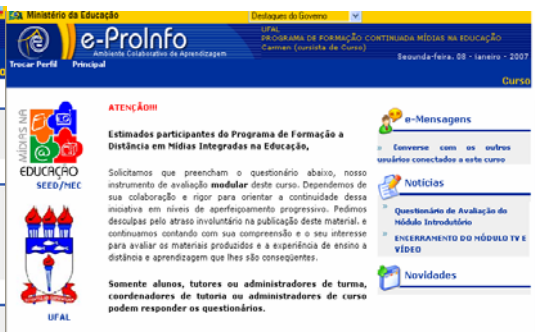 Ministério da Educação
Destaques do Governo
e-ProInfo
Ambiente Colaborativo de Aprendizagem
UFAL
PROGRAMA DE FORMAÇÃO CONTINUADA MÍDIAS NA EDUCAÇÃO
Carmen (cursista de Curso)
Segunda-feira, 08 - janeiro - 2007
Trocar Perfil Principal
Curso
MÍDIAS NA
EDUCAÇÃO
SEED/MEC
UFAL
ATENÇÃO!!!
Estimados participantes do Programa de Formação a
Distância em Mídias Integradas na Educação,
Solicitamos que preencham o questionário abaixo, nosso
instrumento de avaliação modular deste curso. Dependemos de
sua colaboração e rigor para orientar a continuidade dessa
iniciativa em níveis de aperfeiçoamento progressivo. Pedimos
desculpas pelo atraso involuntário na publicação deste material, e
continuamos contando com sua compreensão e o seu interesse
para avaliar os materiais produzidos e a experiência de ensino a
distância e aprendizagem que lhes são conseqüentes.
Somente alunos, tutores ou administradores de turma,
coordenadores de tutoria ou administradores de curso
podem responder os questionários.
e-Mensagens
» Converse com os outros
usuários conectados a este curso
Notícias
» Questionário de Avaliação do
Módulo Introdutório
» ENCERRAMENTO DO MÓDULO TV E
VÍDEO
Novidades